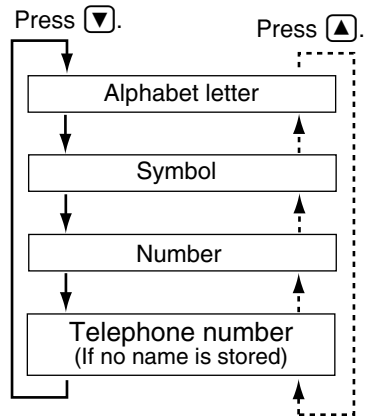 Press ▼.
Press ▲.
Alphabet letter
Symbol
Number
Telephone number
(If no name is stored)